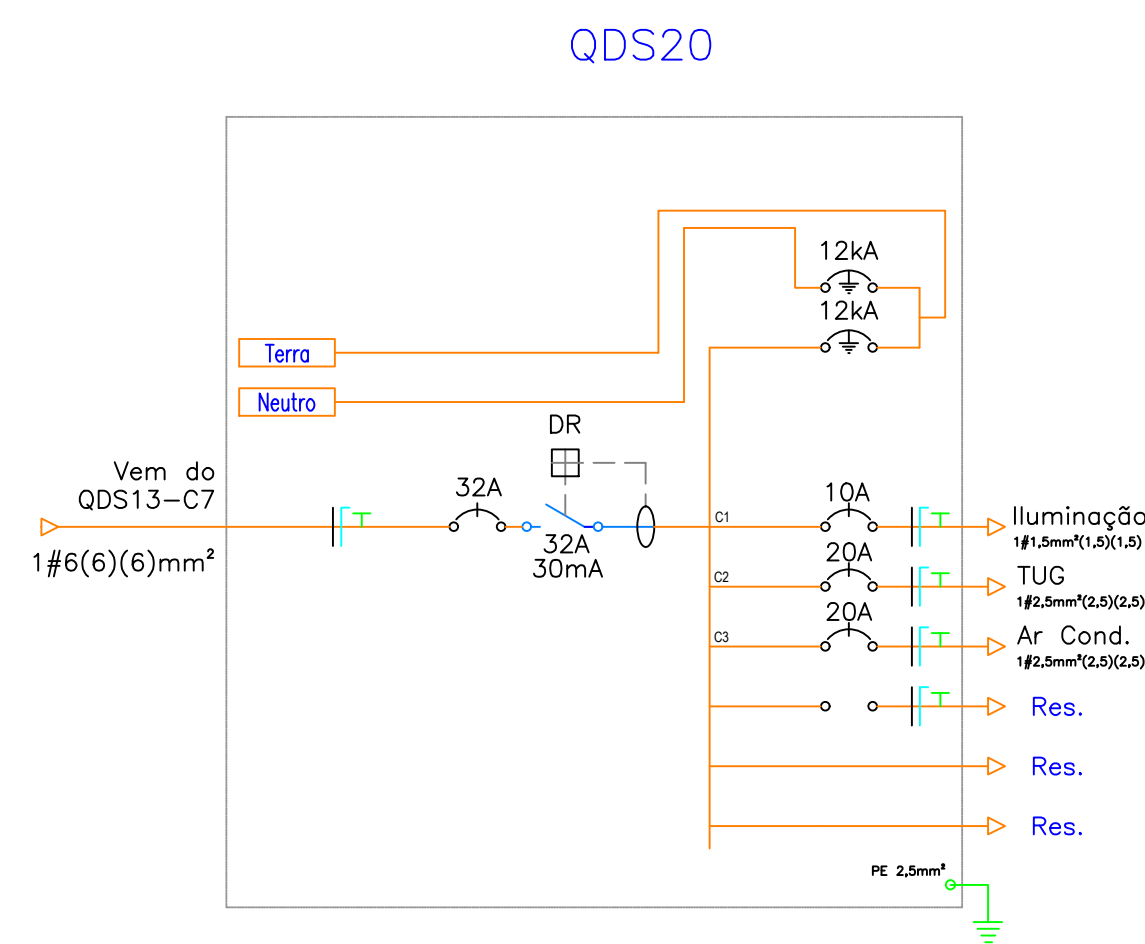 QDS20
12kA
12kA
Terra
Neutro
DR
Vem do
QDS13-C7
1#6(6)(6)mm²
32A
32A
30mA
C1
10A
Iluminação
1#1,5mm²(1,5)(1,5)
C2
20A
TUG
1#2,5mm²(2,5)(2,5)
C3
20A
Ar Cond.
1#2,5mm²(2,5)(2,5)
Res.
Res.
Res.
PE 2,5mm²